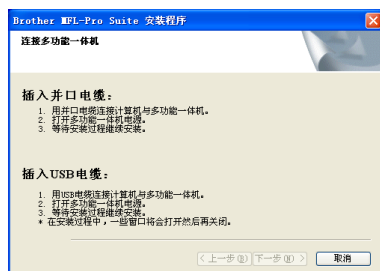 Brother MFL-Pro Suite 安装程序
连接多功能一体机
插入并口电缆：
1. 用并口电缆连接计算机与多功能一体机。
2. 打开多功能一体机电源。
3. 等待安装过程继续安装。
插入USB电缆：
1. 用USB电缆连接计算机与多功能一体机。
2. 打开多功能一体机电源。
3. 等待安装过程继续安装。
* 在安装过程中，一些窗口将会打开然后再关闭。
< 上一步(B) 下一步(N) > 取消